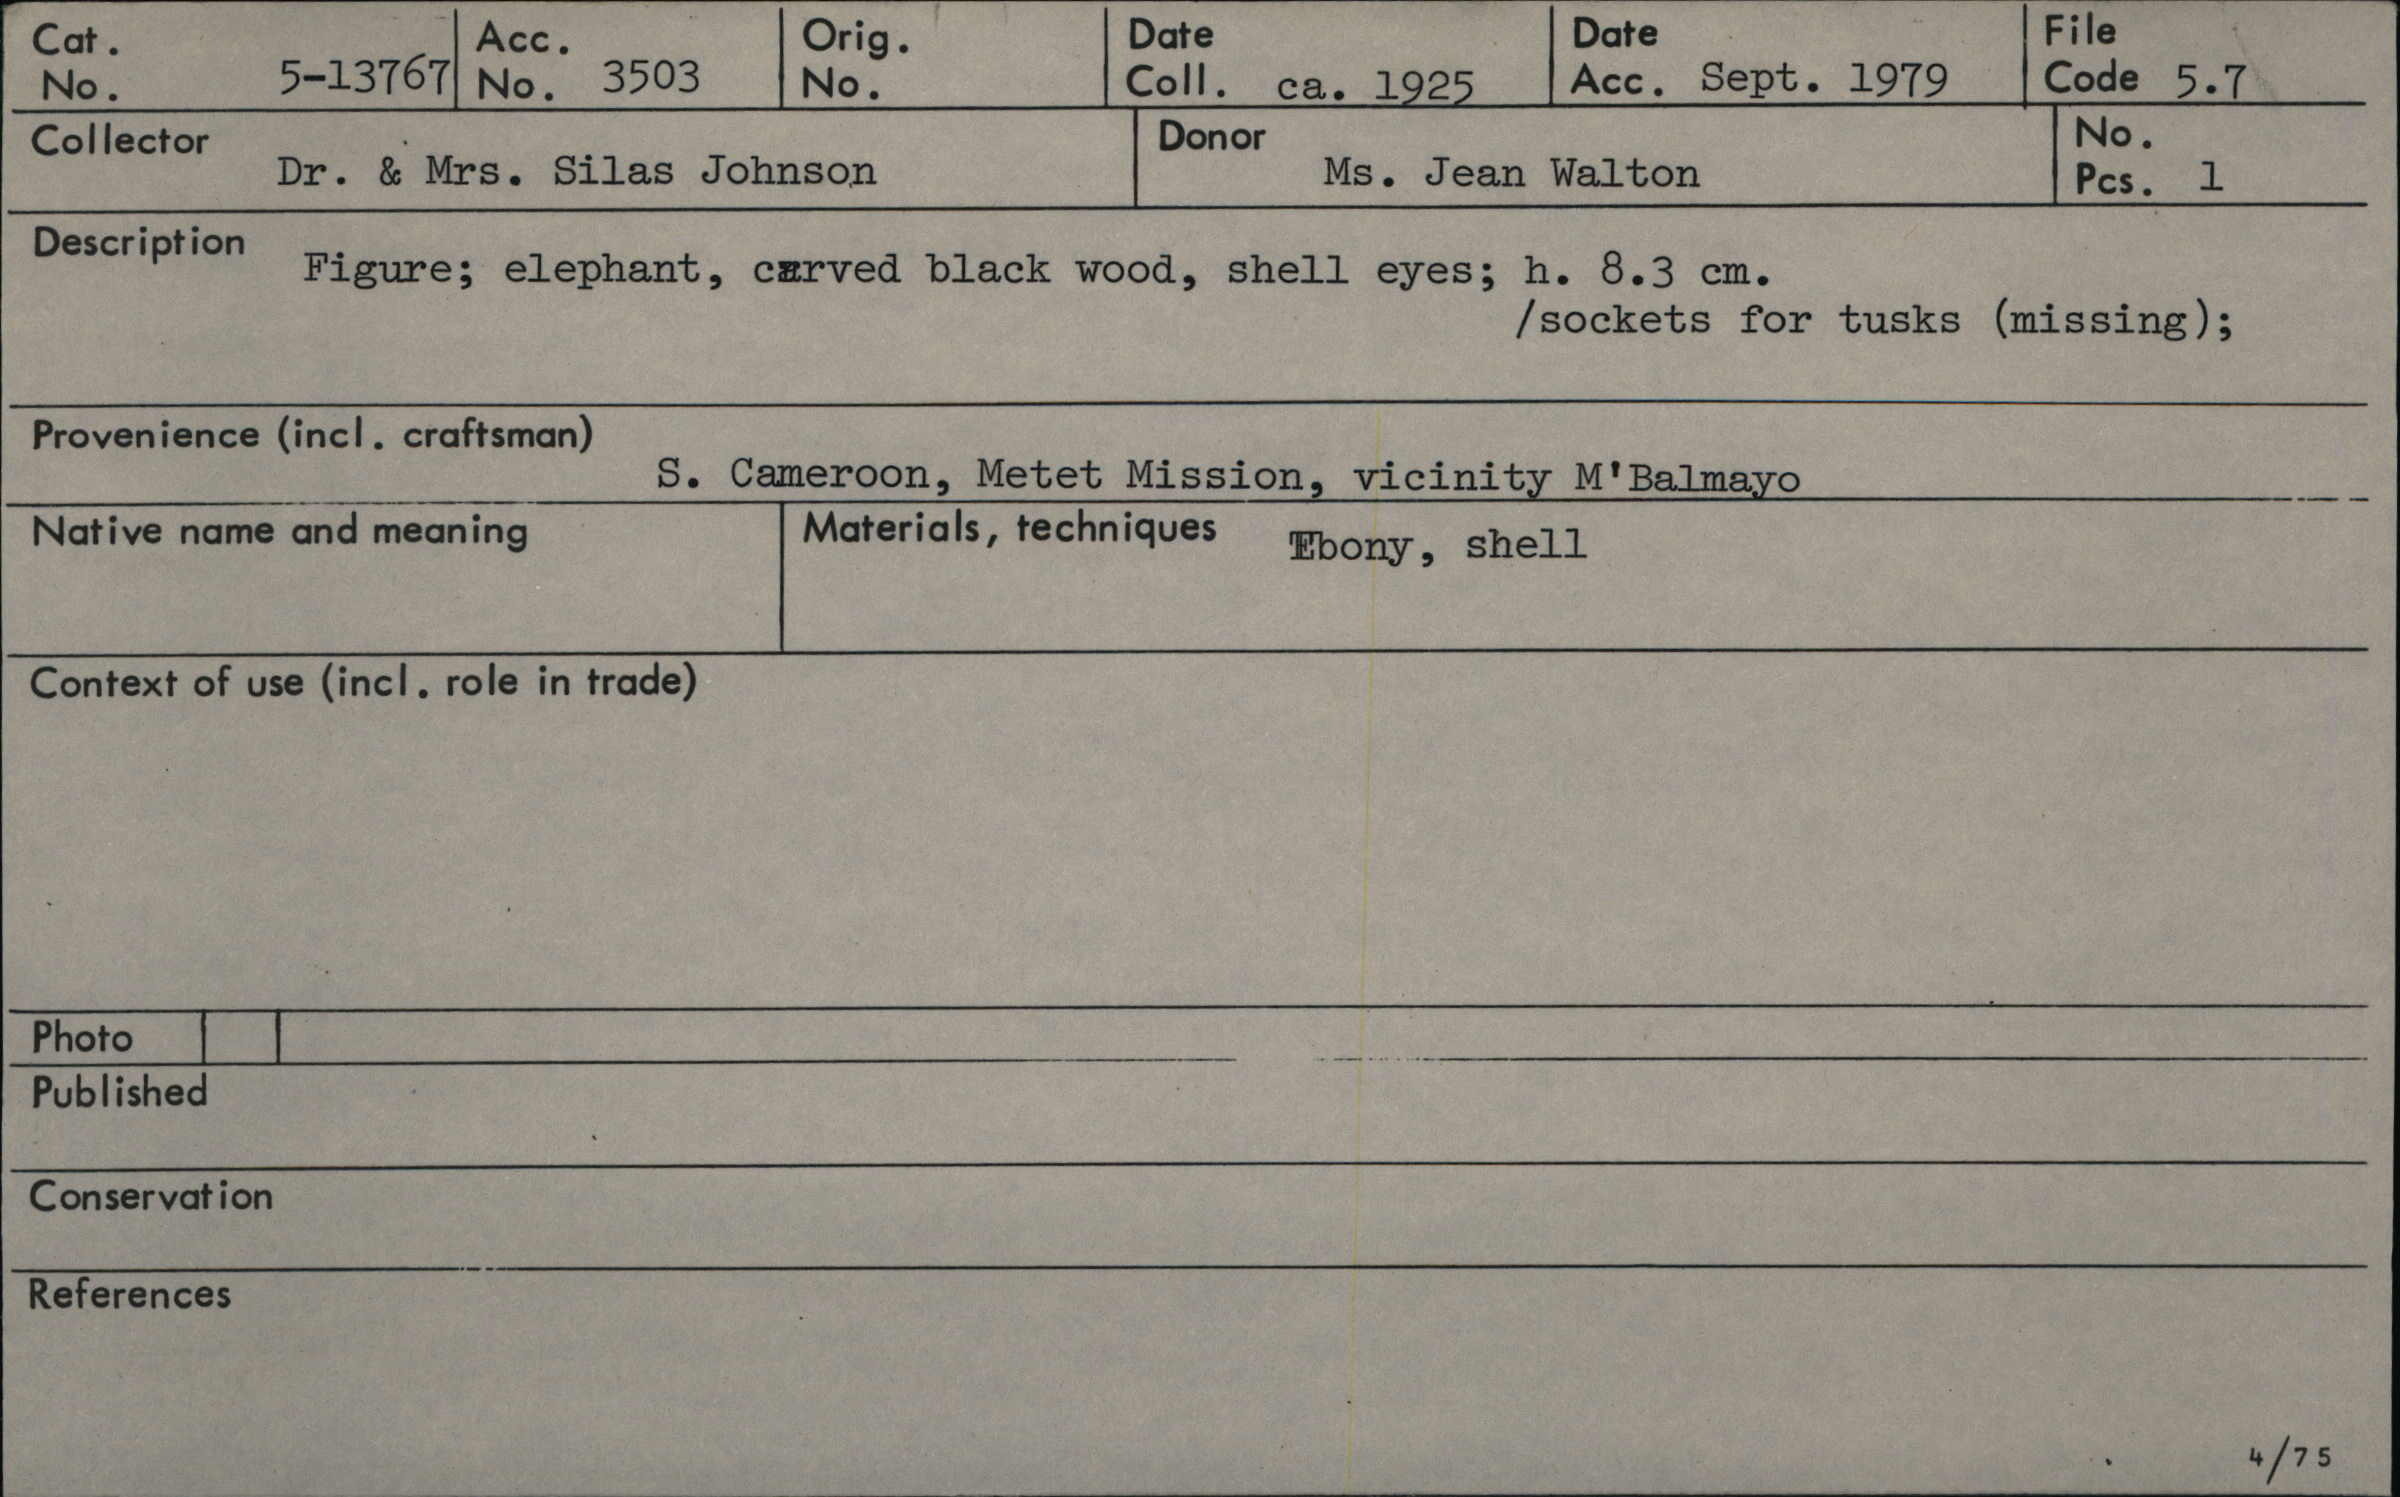 Cat. No. 5-13767 Acc. No. 3503 Orig. No. Date Coll. ca. 1925 Date Acc. Sept. 1979 File Code 5.7
Collector Dr. & Mrs. Silas Johnson Donor Ms. Jean Walton No. Pcs. 1
Description Figure; elephant, carved black wood, shell eyes; h. 8.3 cm.
/sockets for tusks (missing);
Provenience (incl. craftsman)
S. Cameroon, Metet Mission, vicinity M'Balmayo
Native name and meaning Materials, techniques Ebony, shell
Context of use (incl. role in trade)
Photo
Published
Conservation
References
4/75